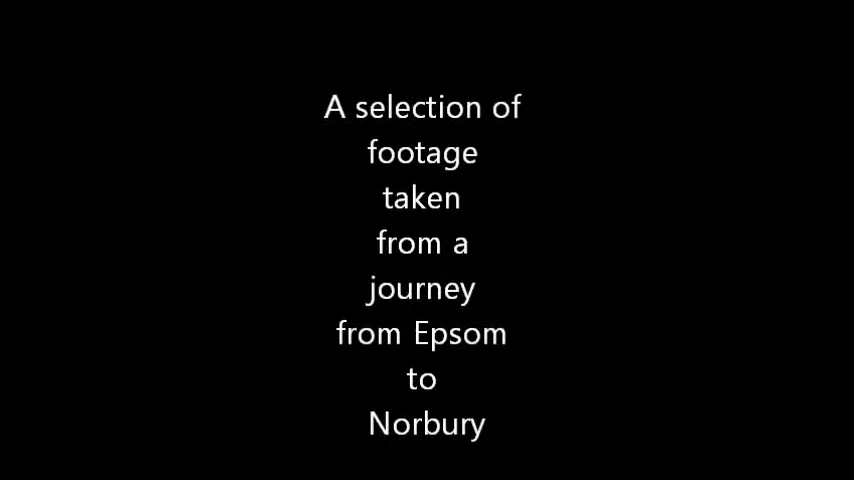 A selection of
footage
taken
from a
journey
from Epsom
to
Norbury